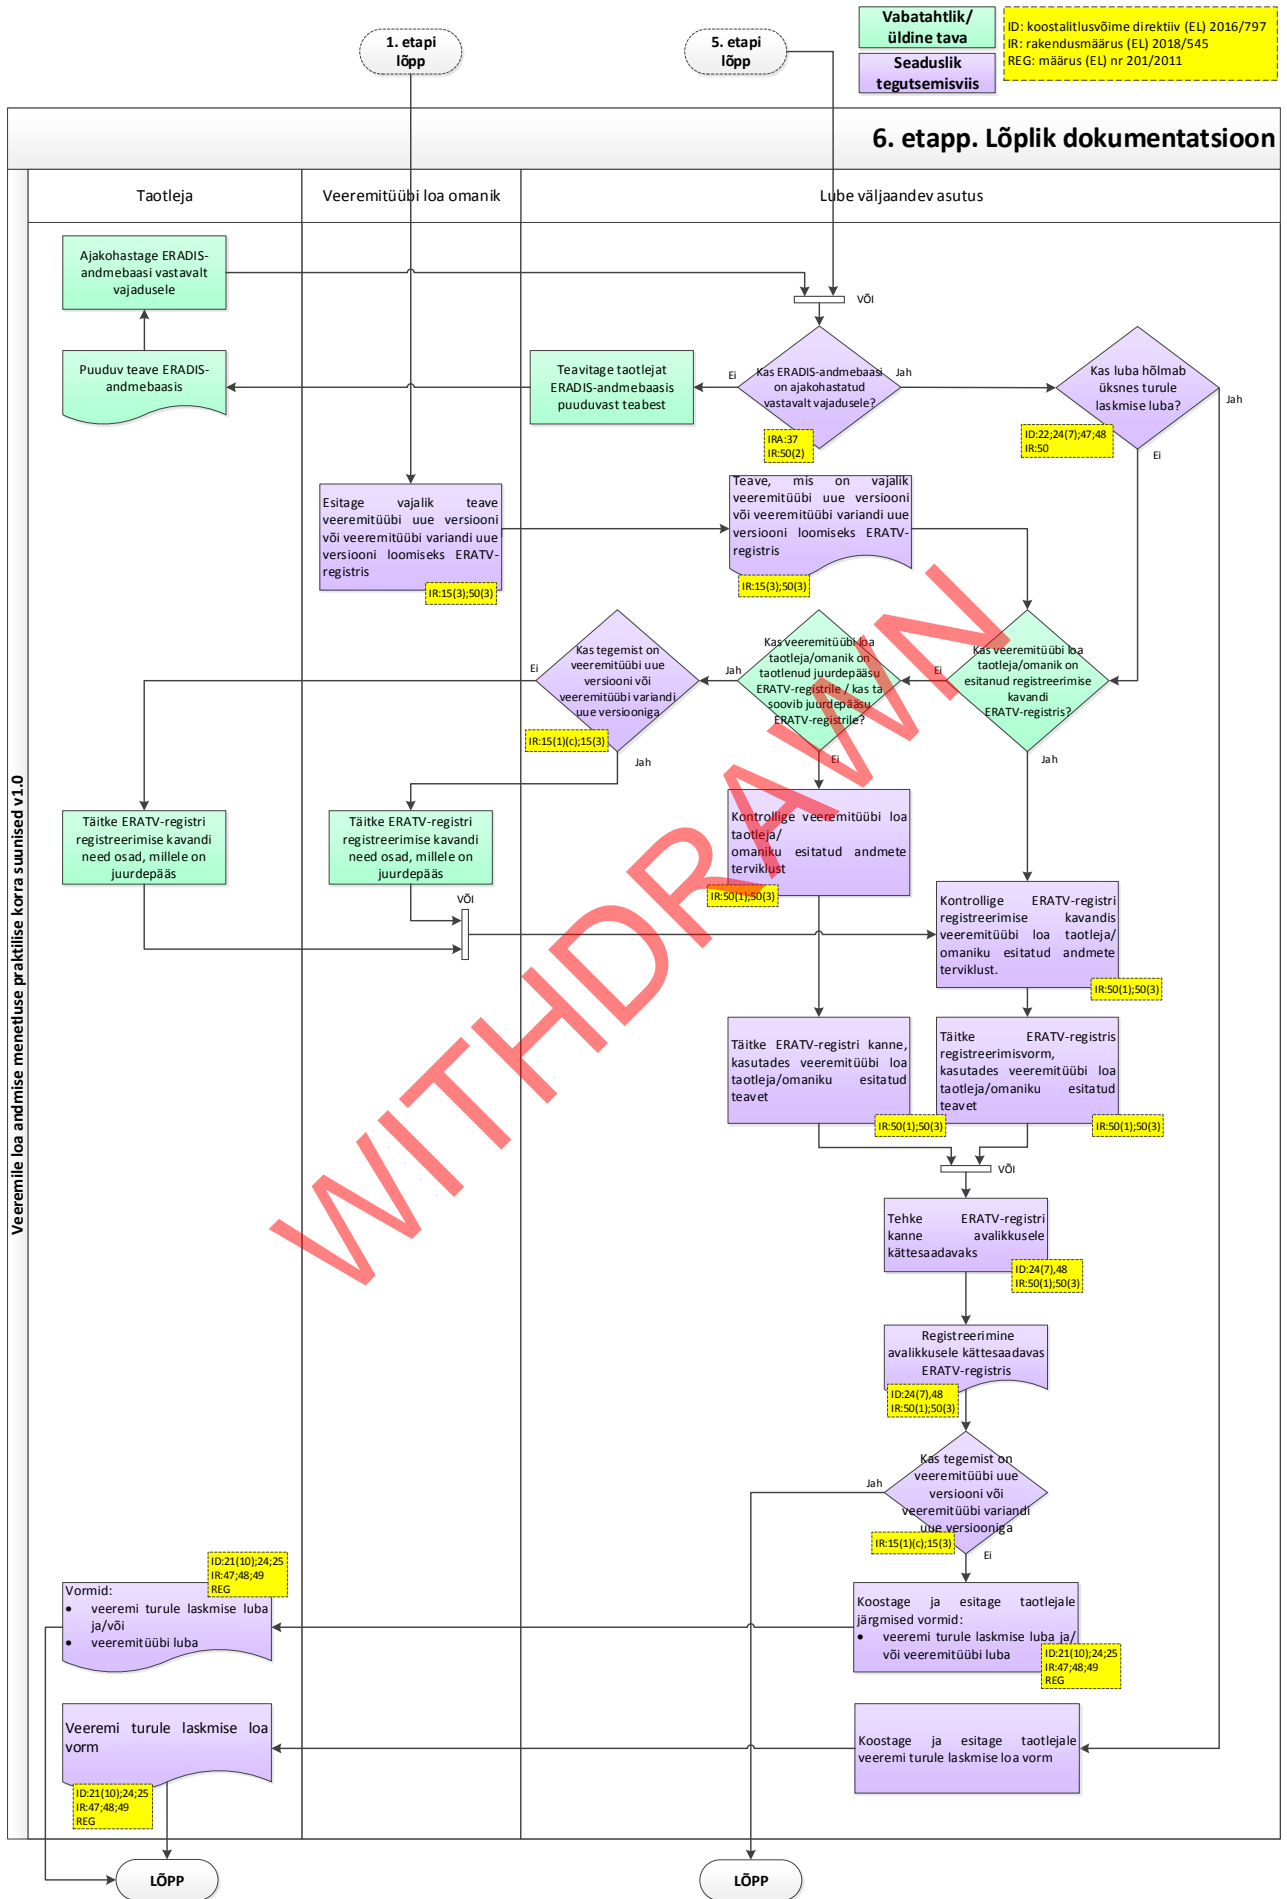 1. etapi
lõpp
5. etapi
lõpp
Vabatahtlik/
üldine tava
Seaduslik
tegutsemisviis
ID: koostalitlusvõime direktiiv (EL) 2016/797
IR: rakendusmäärus (EL) 2018/545
REG: määrus (EL) nr 201/2011
6. etapp. Lõplik dokumentatsioon
Veeremile loa andmise menetluse praktilise korra suunised v1.0
Taotleja
Veeremitüübi loa omanik
Lube väljaandev asutus
Ajakohastage ERADIS-
andmebaasi vastavalt
vajadusele
VÕI
Puuduv teave ERADIS-
andmebaasis
Teavitage taotlejat
ERADIS-andmebaasis
puuduvast teabest
Ei
Kas ERADIS-andmebaasi
on ajakohastatud
vastavalt vajadusele?
Jah
IRA:37
IR:50(2)
Kas luba hõlmab
üksnes turule
laskmise luba?
Jah
ID:22;24(7);47;48
IR:50
Ei
Esitage vajalik teave
veeremitüübi uue versiooni
või veeremitüübi variandi uue
versiooni loomiseks ERATV-
registris
IR:15(3);50(3)
Teave, mis on vajalik
veeremitüübi uue versiooni
või veeremitüübi variandi uue
versiooni loomiseks ERATV-
registris
IR:15(3);50(3)
Ei
Kas tegemist on
veeremitüübi uue
versiooni või
veeremitüübi variandi
uue versiooniga
IR:15(1)(c);15(3)
Jah
Jah
Kas veeremitüübi loa
taotleja/omanik on
taotlenud juurdepääsu
ERATV-registrile / kas ta
soovib juurdepääsu
ERATV-registrile?
Ei
Ei
Kas veeremitüübi loa
taotleja/omanik on
esitanud registreerimise
kavandi
ERATV-registris?
Jah
Täitke ERATV-registri
registreerimise kavandi
need osad, millele on
juurdepääs
Täitke ERATV-registri
registreerimise kavandi
need osad, millele on
juurdepääs
VÕI
Kontrollige veeremitüübi loa
taotleja/
omaniku esitatud andmete
terviklust
IR:50(1);50(3)
Kontrollige ERATV-registri
registreerimise kavandis
veeremitüübi loa taotleja/
omaniku esitatud andmete
terviklust.
IR:50(1);50(3)
Täitke ERATV-registri kanne,
kasutades veeremitüübi loa
taotleja/omaniku esitatud
teavet
IR:50(1);50(3)
Täitke ERATV-registris
registreerimisvorm,
kasutades veeremitüübi loa
taotleja/omaniku esitatud
teavet
IR:50(1);50(3)
VÕI
Tehke ERATV-registri
kanne avalikkusele
kättesaadavaks
ID:24(7),48
IR:50(1);50(3)
Registreerimine
avalikkusele kättesaadavas
ERATV-registris
ID:24(7),48
IR:50(1);50(3)
Jah
Kas tegemist on
veeremitüübi uue
versiooni või
veeremitüübi variandi
uue versiooniga
IR:15(1)(c);15(3)
Ei
ID:21(10);24;25
IR:47;48;49
REG
Vormid:
• veeremi turule laskmise luba
ja/või
• veeremitüübi luba
Koostage ja esitage taotlejale
järgmised vormid:
• veeremi turule laskmise luba ja/
või veeremitüübi luba
ID:21(10);24;25
IR:47;48;49
REG
Veeremi turule laskmise loa
vorm
ID:21(10);24;25
IR:47;48;49
REG
Koostage ja esitage taotlejale
veeremi turule laskmise loa vorm
LÕPP
LÕPP
WITHDRAWN